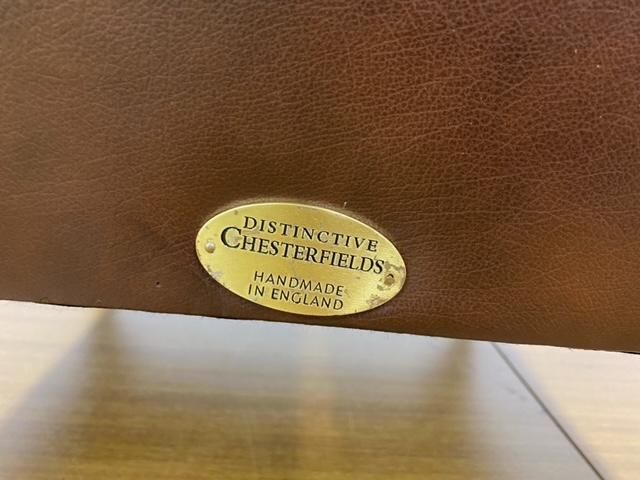 DISTINCTIVE
CHESTERFIELDS
HANDMADE
IN ENGLAND